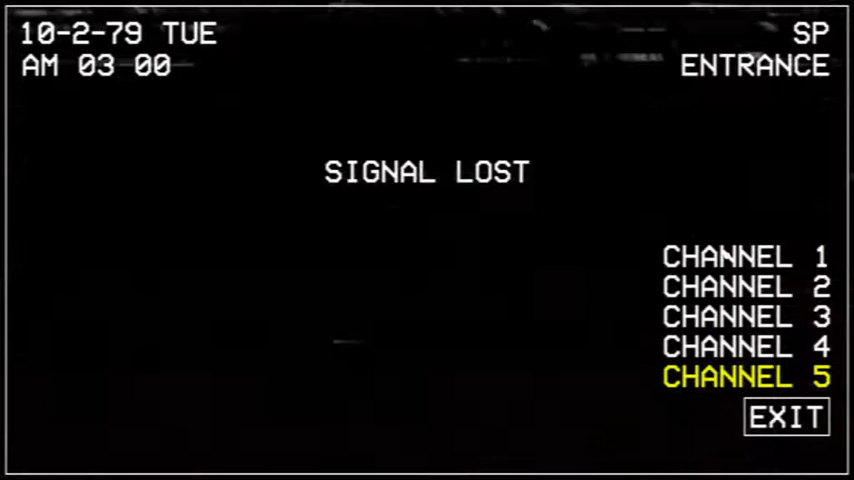 10-2-79 TUE
AM 03 00
SP
ENTRANCE
SIGNAL LOST
CHANNEL 1
CHANNEL 2
CHANNEL 3
CHANNEL 4
CHANNEL 5
EXIT